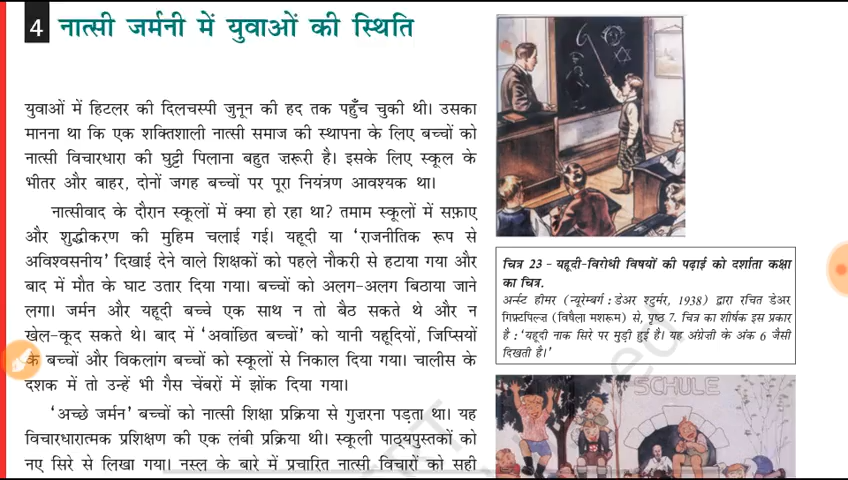 4 नात्सी जर्मनी में युवाओं की स्थिति
युवाओं में हिटलर की दिलचस्पी जुनून की हद तक पहुँच चुकी थी। उसका
मानना था कि एक शक्तिशाली नात्सी समाज की स्थापना के लिए बच्चों को
नात्सी विचारधारा की घुट्टी पिलाना बहुत ज़रूरी है। इसके लिए स्कूल के
भीतर और बाहर, दोनों जगह बच्चों पर पूरा नियंत्रण आवश्यक था।
नात्सीवाद के दौरान स्कूलों में क्या हो रहा था? तमाम स्कूलों में सफ़ाए
और शुद्धीकरण की मुहिम चलाई गई। यहूदी या 'राजनीतिक रूप से
अविश्वसनीय' दिखाई देने वाले शिक्षकों को पहले नौकरी से हटाया गया और
बाद में मौत के घाट उतार दिया गया। बच्चों को अलग-अलग बिठाया जाने
लगा। जर्मन और यहूदी बच्चे एक साथ न तो बैठ सकते थे और न
खेल-कूद सकते थे। बाद में 'अवांछित बच्चों' को यानी यहूदियों, जिप्सियों
के बच्चों और विकलांग बच्चों को स्कूलों से निकाल दिया गया। चालीस के
दशक में तो उन्हें भी गैस चेंबरों में झोंक दिया गया।
'अच्छे जर्मन' बच्चों को नात्सी शिक्षा प्रक्रिया से गुज़रना पड़ता था। यह
विचारधारात्मक प्रशिक्षण की एक लंबी प्रक्रिया थी। स्कूली पाठ्यपुस्तकों को
नए सिरे से लिखा गया। नस्ल के बारे में प्रचारित नात्सी विचारों को सही
चित्र 23 - यहूदी-विरोधी विषयों की पढ़ाई को दर्शाता कक्षा
का चित्र.
अर्न्स्ट हीमर (न्यूरेम्बर्ग : डेअर श्टुर्मर, 1938) द्वारा रचित डेअर
गिफ़्टपिल्ज़ (विषैला मशरूम) से, पृष्ठ 7. चित्र का शीर्षक इस प्रकार
है : 'यहूदी नाक सिरे पर मुड़ी हुई है। यह अंग्रेज़ी के अंक 6 जैसी
दिखती है।'
SCHULE